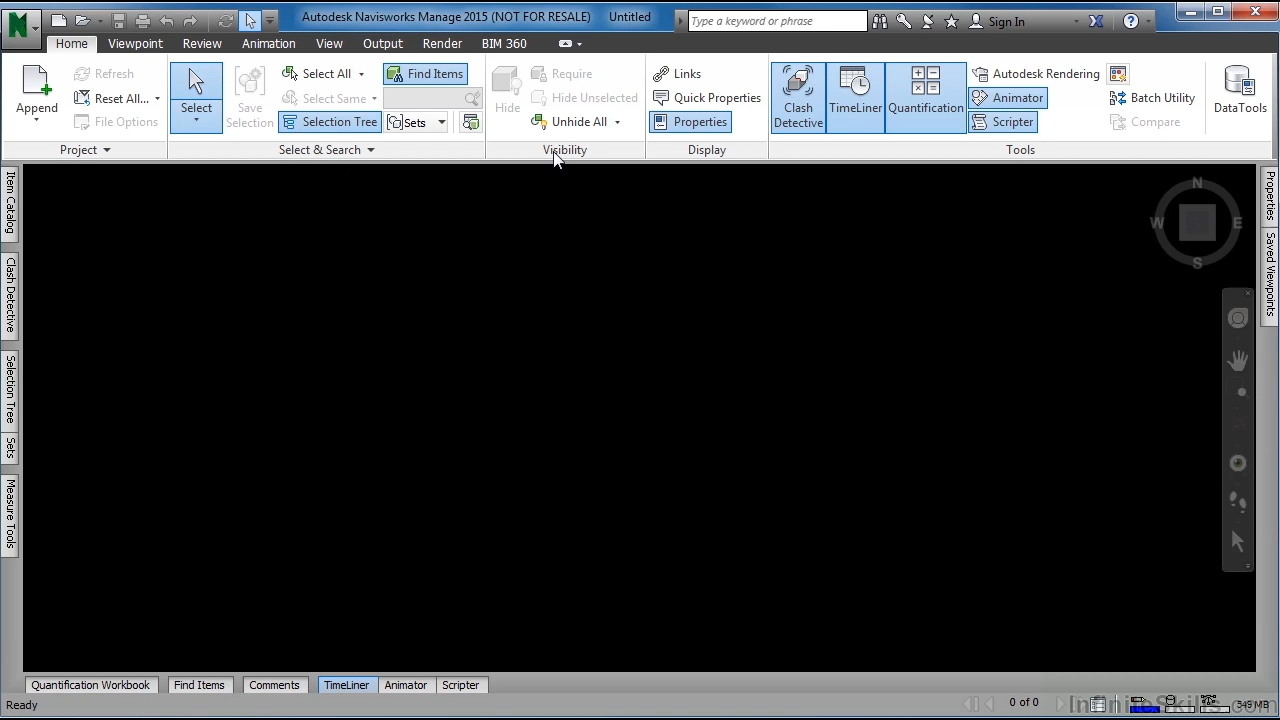 Autodesk Navisworks Manage 2015 (NOT FOR RESALE) Untitled
Type a keyword or phrase
Sign In
Home Viewpoint Review Animation View Output Render BIM 360
Append
Refresh
Reset All...
File Options
Project
Select
Save Selection
Select All
Select Same
Selection Tree
Find Items
Sets
Select & Search
Hide
Require
Hide Unselected
Unhide All
Visibility
Links
Quick Properties
Properties
Display
Clash Detective
TimeLiner
Quantification
Autodesk Rendering
Animator
Scripter
Batch Utility
Compare
Tools
DataTools
Item Catalog
Clash Detective
Selection Tree
Sets
Measure Tools
N
W E
S
Properties
Saved Viewpoints
Quantification Workbook Find Items Comments TimeLiner Animator Scripter
Ready
0 of 0
349 MB
InfiniteSkills.com